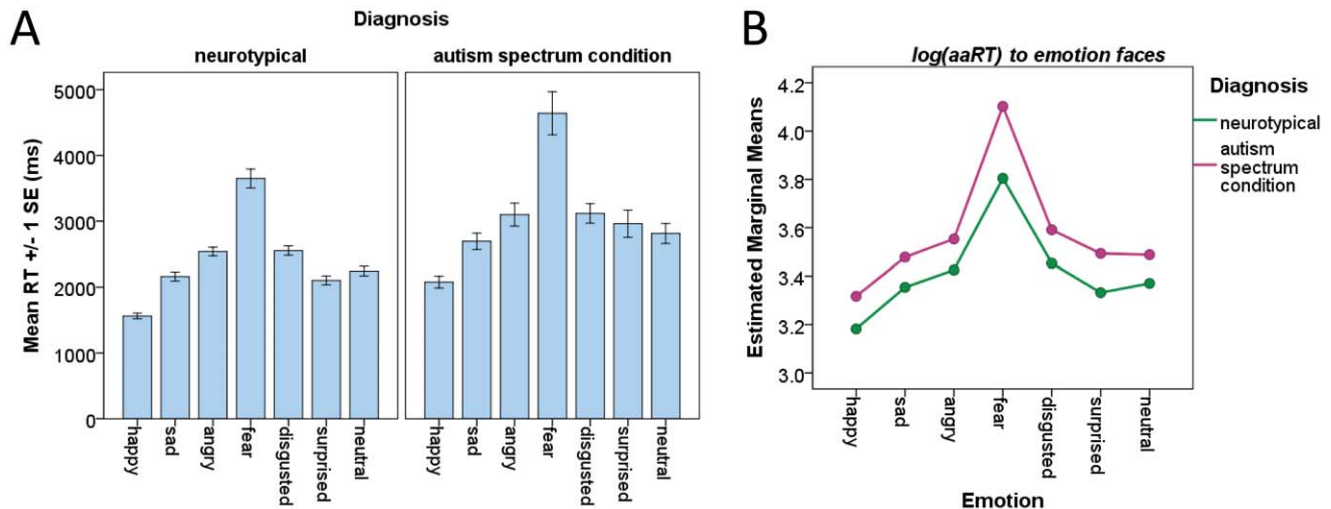 A
Diagnosis
neurotypical
autism spectrum condition
Mean RT +/- 1 SE (ms)
5000
4000
3000
2000
1000
0
happy
sad
angry
fear
disgusted
surprised
neutral
happy
sad
angry
fear
disgusted
surprised
neutral
B
log(aaRT) to emotion faces
Estimated Marginal Means
4.2
4.0
3.8
3.6
3.4
3.2
3.0
happy
sad
angry
fear
disgusted
surprised
neutral
Emotion
Diagnosis
neurotypical
autism
spectrum
condition